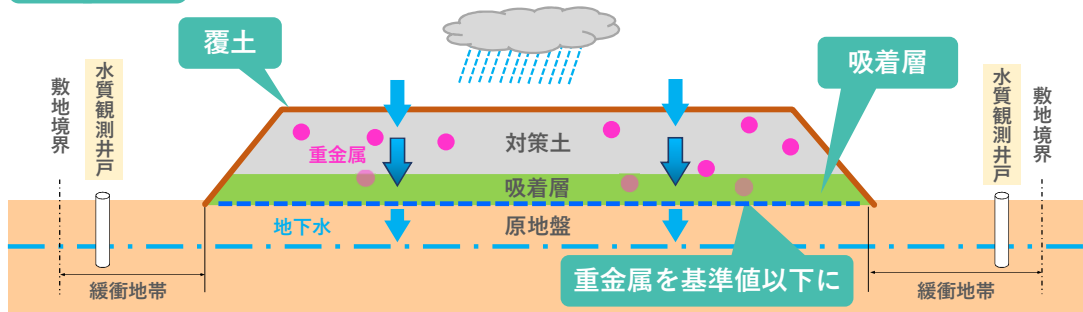 覆土
吸着層
水質観測井戸
敷地境界
水質観測井戸
敷地境界
対策土
重金属
吸着層
地下水
原地盤
重金属を基準値以下に
緩衝地帯
緩衝地帯